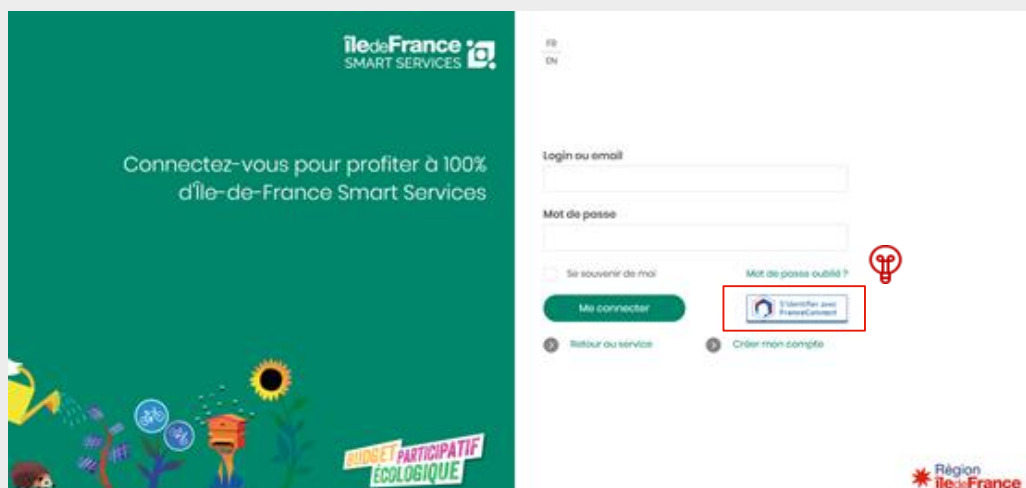 îledeFrance
SMART SERVICES
Connectez-vous pour profiter à 100%
d'Île-de-France Smart Services
BUDGET PARTICIPATIF
ÉCOLOGIQUE
FR
EN
Login ou email
Mot de passe
Se souvenir de moi
Mot de passe oublié ?
Me connecter
S'identifier avec
FranceConnect
Retour au service
Créer mon compte
Région
îledeFrance